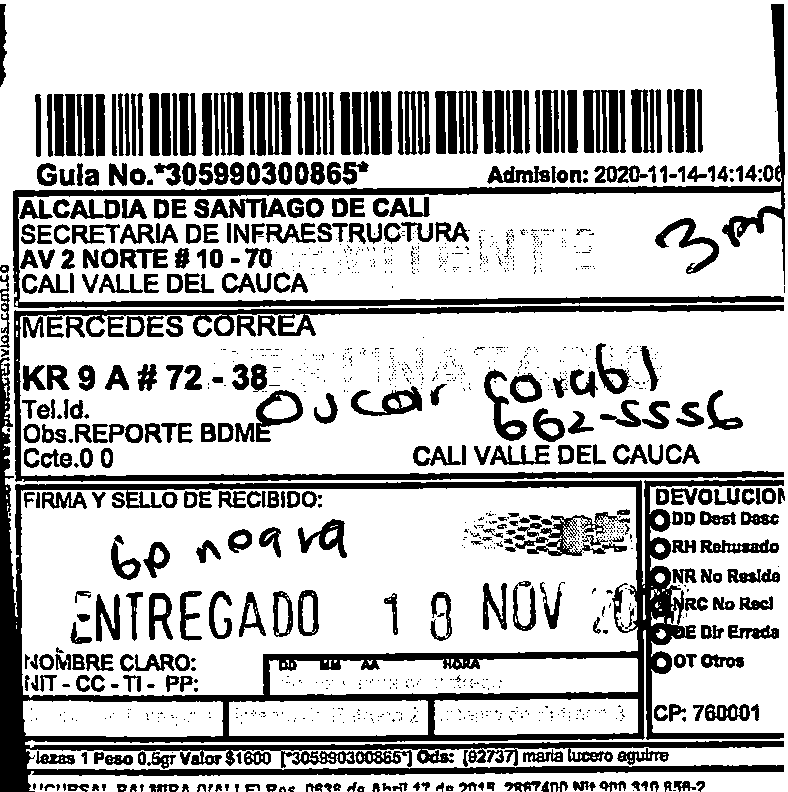 Guia No.*305990300865*
Admision: 2020-11-14-14:14:06
ALCALDIA DE SANTIAGO DE CALI
SECRETARIA DE INFRAESTRUCTURA
AV 2 NORTE # 10 - 70
CALI VALLE DEL CAUCA
3 pm
MERCEDES CORREA
DESTINATARIO
KR 9 A # 72 - 38
Tel.Id.
Oscar
662-5556
Obs.REPORTE BDME
Ccte.0 0
CALI VALLE DEL CAUCA
FIRMA Y SELLO DE RECIBIDO:
ENTREGADO 18 NOV
NOMBRE CLARO:
NIT - CC - TI - PP:
DD MM AA HORA
DEVOLUCION
DD Dest Desc
RH Rehusado
NR No Reside
NRC No Recl
DE Dir Errada
OT Otros
CP: 760001
Piezas 1 Peso 0.5gr Valor $1600 [*305990300865*] Ods: [92737] maria lucero aguirre